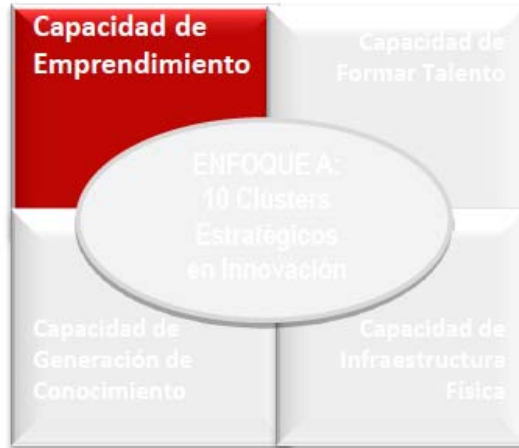 Capacidad de
Emprendimiento
Capacidad de
Formar Talento
ENFOQUE A:
10 Clusters
Estratégicos
en Innovación
Capacidad de
Generación de
Conocimiento
Capacidad de
Infraestructura
Física